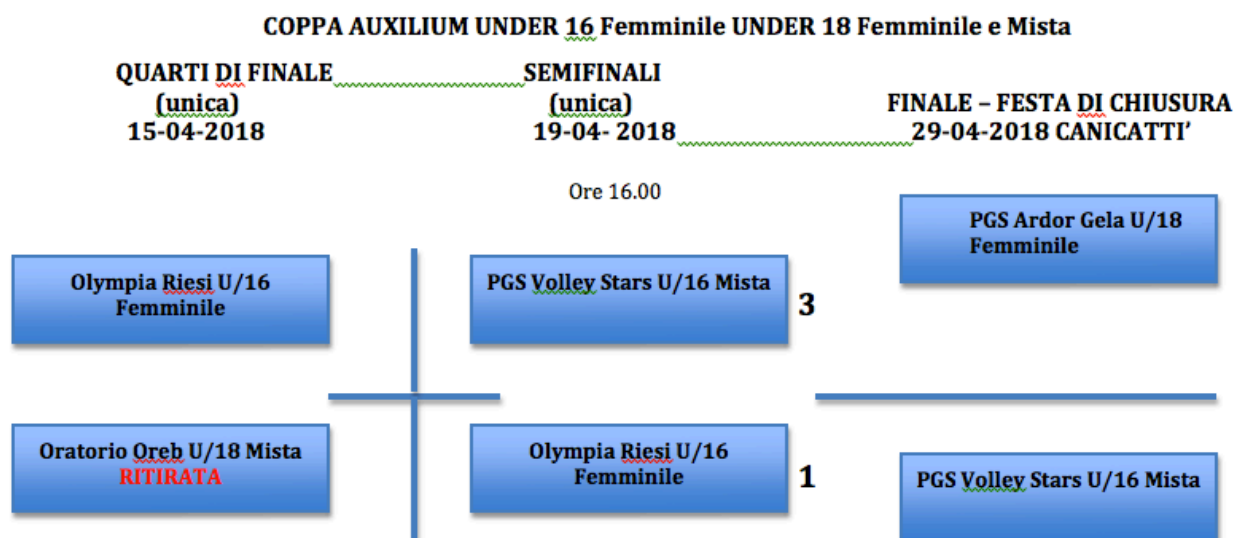 COPPA AUXILIUM UNDER 16 Femminile UNDER 18 Femminile e Mista
QUARTI DI FINALE
(unica)
15-04-2018
SEMIFINALI
(unica)
19-04- 2018
FINALE – FESTA DI CHIUSURA
29-04-2018 CANICATTI’
Ore 16.00
Olympia Riesi U/16
Femminile
Oratorio Oreb U/18 Mista
RITIRATA
PGS Volley Stars U/16 Mista
3
Olympia Riesi U/16
Femminile
1
PGS Ardor Gela U/18
Femminile
PGS Volley Stars U/16 Mista